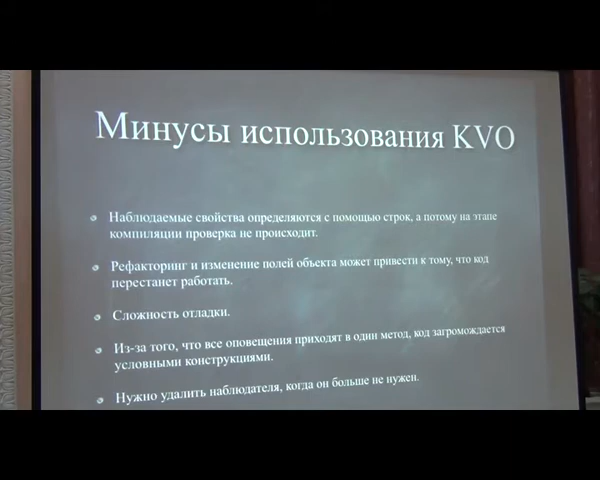 Минусы использования KVO
Наблюдаемые свойства определяются с помощью строк, а потому на этапе
компиляции проверка не происходит.
Рефакторинг и изменение полей объекта может привести к тому, что код
перестанет работать.
Сложность отладки.
Из-за того, что все оповещения приходят в один метод, код загромождается
условными конструкциями.
Нужно удалить наблюдателя, когда он больше не нужен.